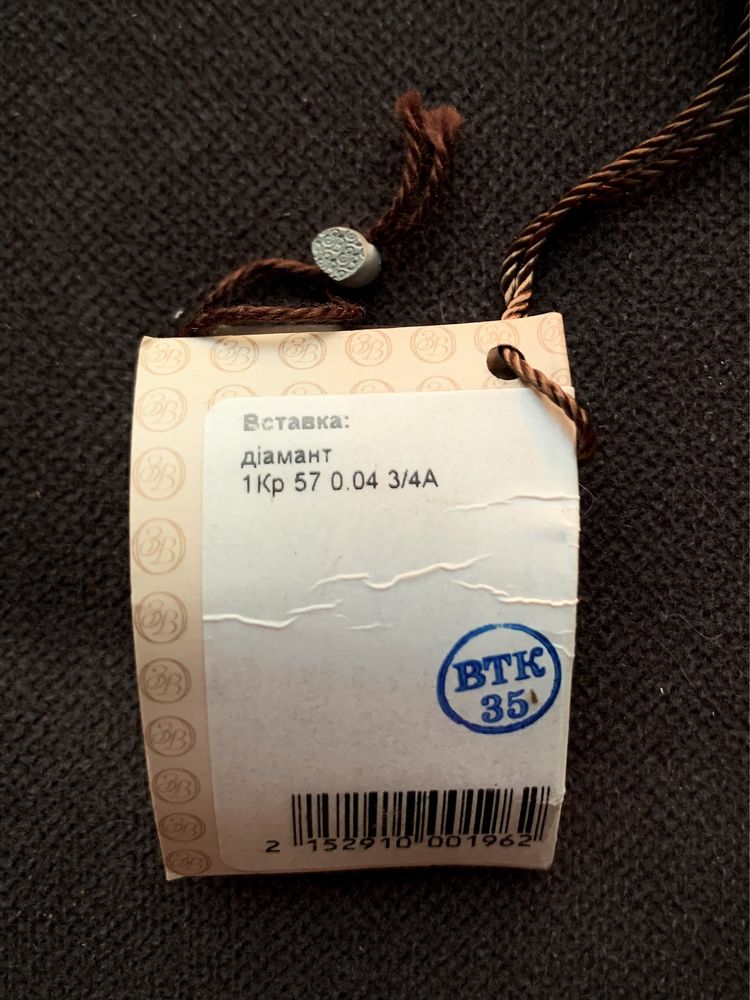 Вставка:
діамант
1Кр 57 0.04 3/4А
ВТК
35
2 152910 001962